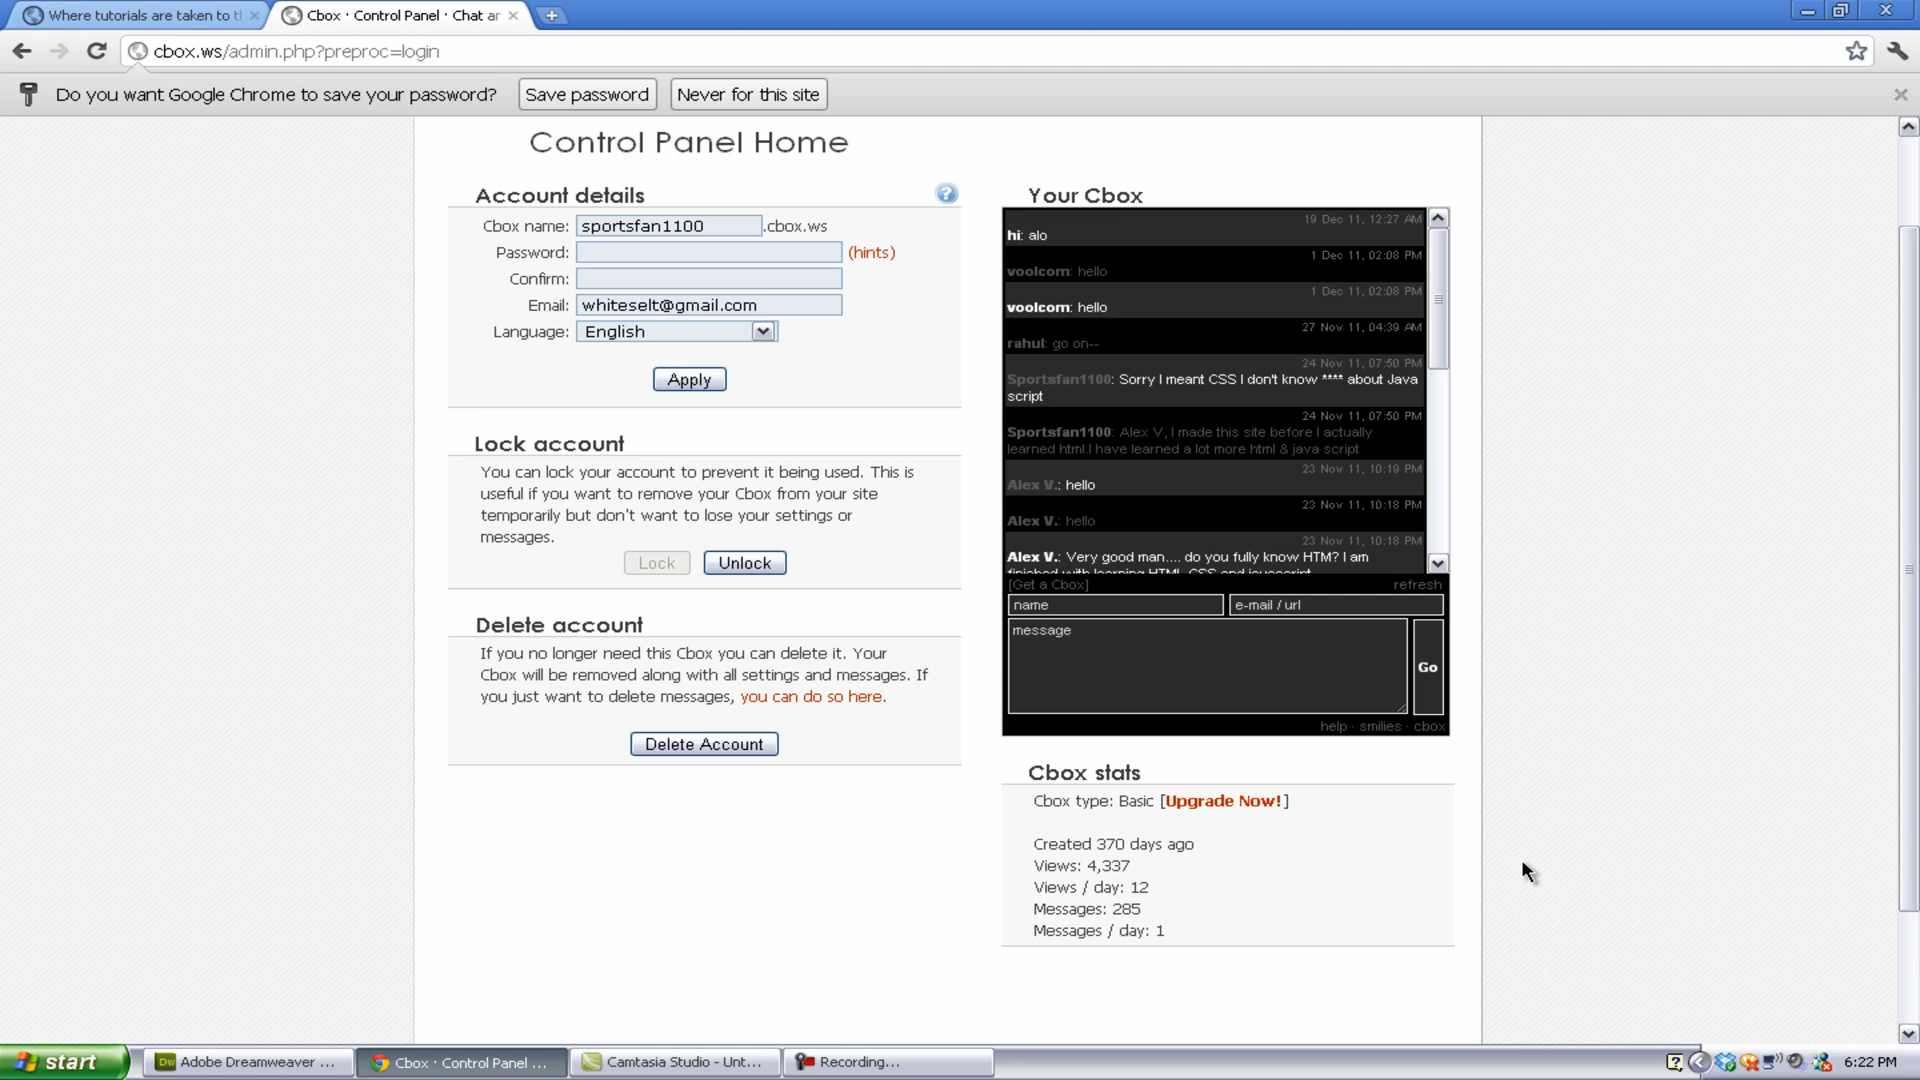 Where tutorials are taken to t
Cbox · Control Panel · Chat ar
cbox.ws/admin.php?preproc=login
Do you want Google Chrome to save your password?
Save password
Never for this site
Control Panel Home
Account details
Cbox name: sportsfan1100 .cbox.ws
Password: (hints)
Confirm:
Email: whiteselt@gmail.com
Language: English
Apply
Lock account
You can lock your account to prevent it being used. This is
useful if you want to remove your Cbox from your site
temporarily but don't want to lose your settings or
messages.
Lock Unlock
Delete account
If you no longer need this Cbox you can delete it. Your
Cbox will be removed along with all settings and messages. If
you just want to delete messages, you can do so here.
Delete Account
Your Cbox
19 Dec 11, 12:27 AM
hi: alo
1 Dec 11, 02:08 PM
voolcom: hello
1 Dec 11, 02:08 PM
voolcom: hello
27 Nov 11, 04:39 AM
rahul: go on--
24 Nov 11, 07:50 PM
Sportsfan1100: Sorry I meant CSS I don't know **** about Java
script
24 Nov 11, 07:50 PM
Sportsfan1100: Alex V, I made this site before I actually
learned html.I have learned a lot more html & java script
23 Nov 11, 10:19 PM
Alex V.: hello
23 Nov 11, 10:18 PM
Alex V.: hello
23 Nov 11, 10:18 PM
Alex V.: Very good man.... do you fully know HTM? I am
finished with learning HTML, CSS and javascript
[Get a Cbox] refresh
name e-mail / url
message
Go
help · smilies · cbox
Cbox stats
Cbox type: Basic [Upgrade Now!]
Created 370 days ago
Views: 4,337
Views / day: 12
Messages: 285
Messages / day: 1
start
Dw Adobe Dreamweaver ...
Cbox · Control Panel ...
Camtasia Studio - Unt...
Recording...
6:22 PM